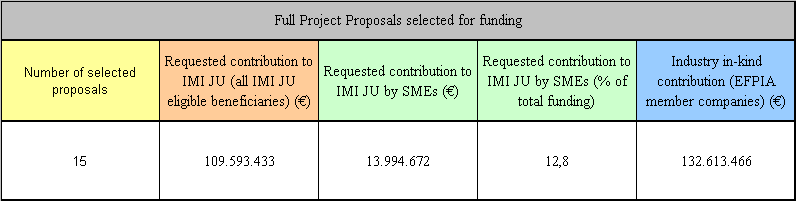 Full Project Proposals selected for funding
Number of selected
proposals
Requested contribution to
IMI JU (all IMI JU
eligible beneficiaries) (€)
Requested contribution to
IMI JU by SMEs (€)
Requested contribution to
IMI JU by SMEs (% of
total funding)
Industry in-kind
contribution (EFPIA
member companies) (€)
15
109.593.433
13.994.672
12,8
132.613.466